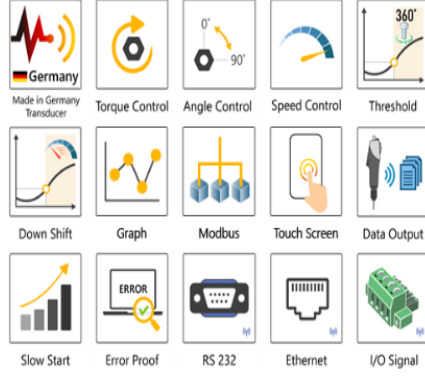 Germany
Made in Germany
Transducer
Torque Control
0°
90°
Angle Control
Speed Control
360°
Threshold
Down Shift
Graph
Modbus
Touch Screen
Data Output
Slow Start
ERROR
Error Proof
RS 232
Ethernet
I/O Signal